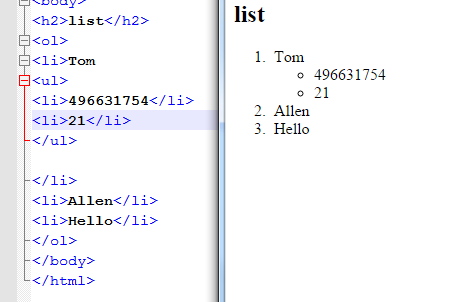 <body>
<h2>list</h2>
<ol>
<li>Tom
<ul>
<li>496631754</li>
<li>21</li>
</ul>
</li>
<li>Allen</li>
<li>Hello</li>
</ol>
</body>
</html>
list
1. Tom
496631754
21
2. Allen
3. Hello